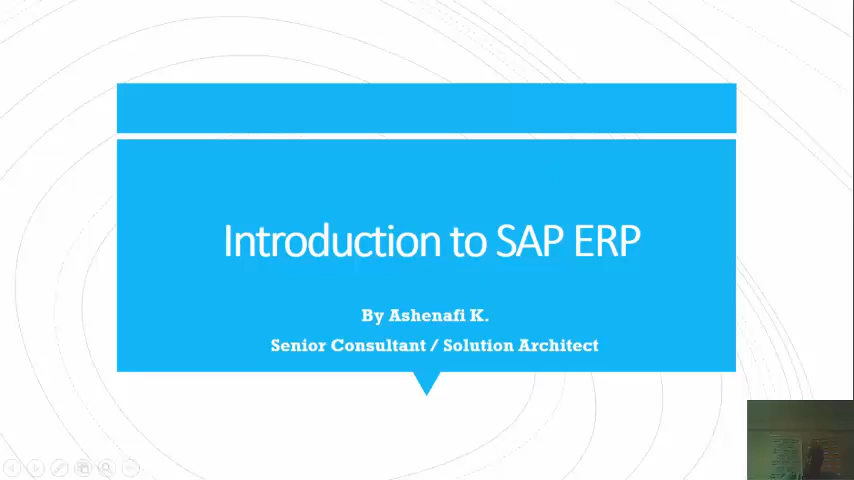 Introduction to SAP ERP
By Ashenafi K.
Senior Consultant / Solution Architect